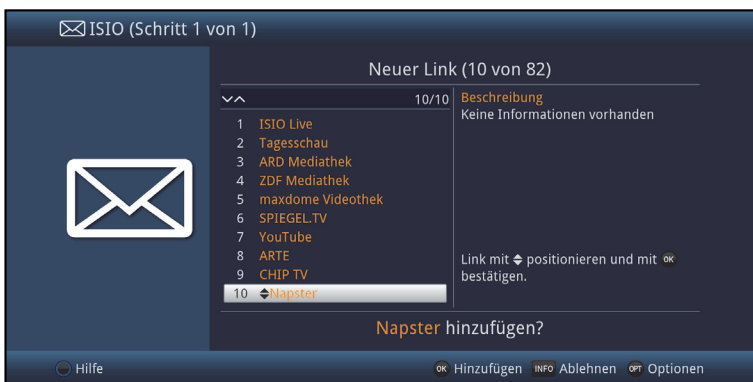 ISIO (Schritt 1 von 1)
Neuer Link (10 von 82)
10/10
1 ISIO Live
2 Tagesschau
3 ARD Mediathek
4 ZDF Mediathek
5 maxdome Videothek
6 SPIEGEL.TV
7 YouTube
8 ARTE
9 CHIP TV
10 Napster
Beschreibung
Keine Informationen vorhanden
Link mit positionieren und mit OK
bestätigen.
Napster hinzufügen?
Hilfe
OK Hinzufügen INFO Ablehnen OPT Optionen